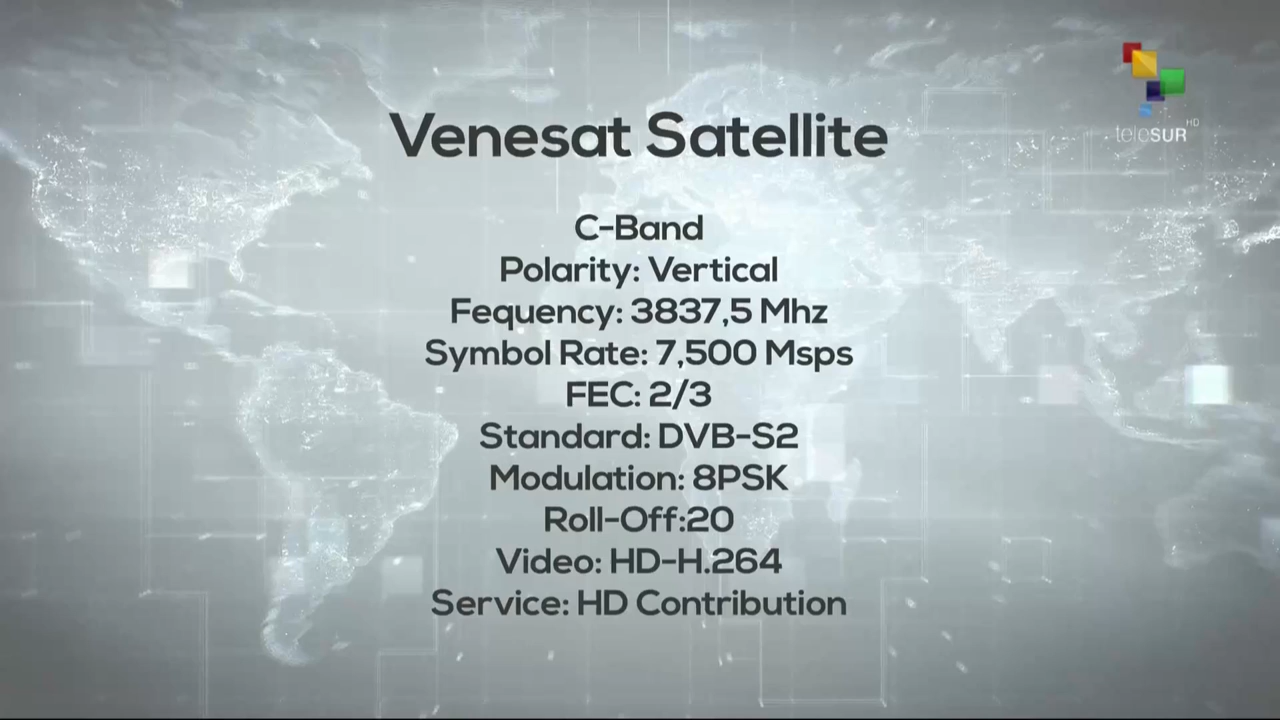 Venesat Satellite
HD
teleSUR
C-Band
Polarity: Vertical
Fequency: 3837,5 Mhz
Symbol Rate: 7,500 Msps
FEC: 2/3
Standard: DVB-S2
Modulation: 8PSK
Roll-Off:20
Video: HD-H.264
Service: HD Contribution